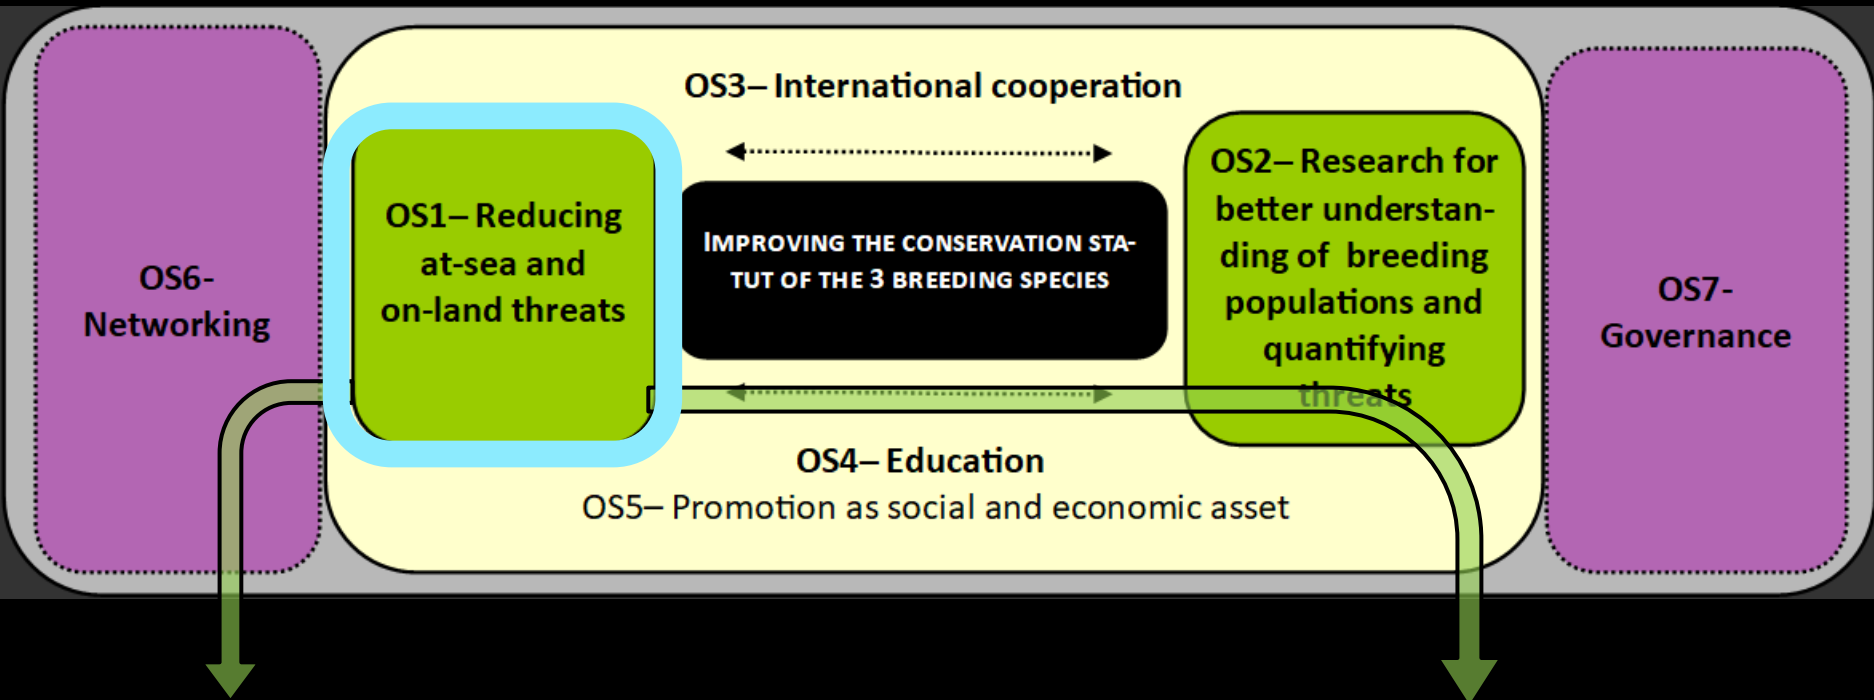 OS3– International cooperation
OS6-
Networking
OS1– Reducing
at-sea and
on-land threats
IMPROVING THE CONSERVATION STA-
TUT OF THE 3 BREEDING SPECIES
OS2– Research for
better understan-
ding of breeding
populations and
quantifying
threats
OS7-
Governance
OS4– Education
OS5– Promotion as social and economic asset